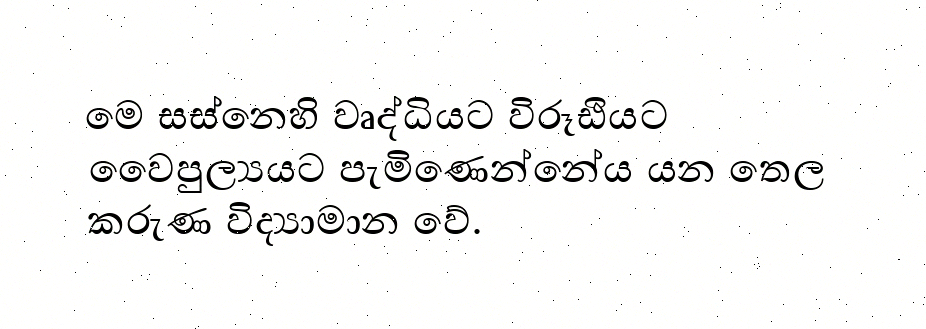 මෙ සස්නෙහි වෘද්ධියට විරූඪියට
වෛපුල්‍යයට පැමිණෙන්නේය යන තෙල
කරුණ විද්‍යාමාන වේ.